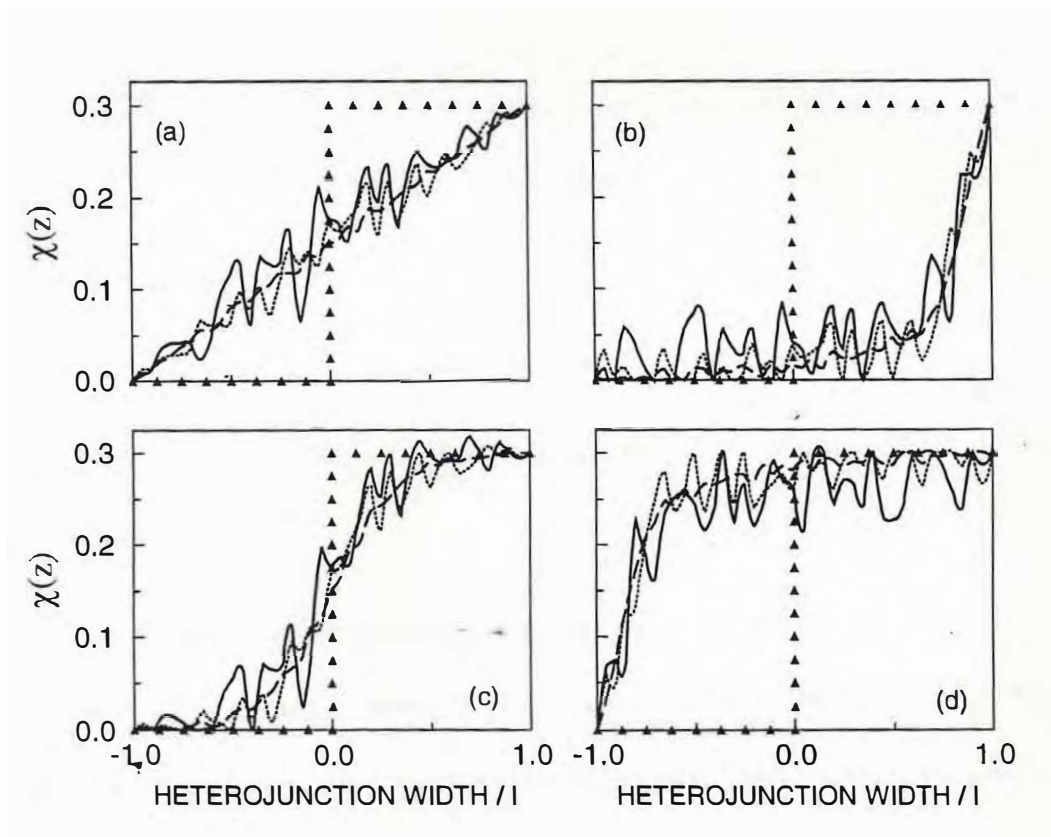 0.3
(a)
(b)
0.2
χ(z)
0.1
0.0
0.3
0.2
χ(z)
0.1
(c)
(d)
0.0
-1.0 0.0 1.0 -1.0 0.0 1.0
HETEROJUNCTION WIDTH / l HETEROJUNCTION WIDTH / l